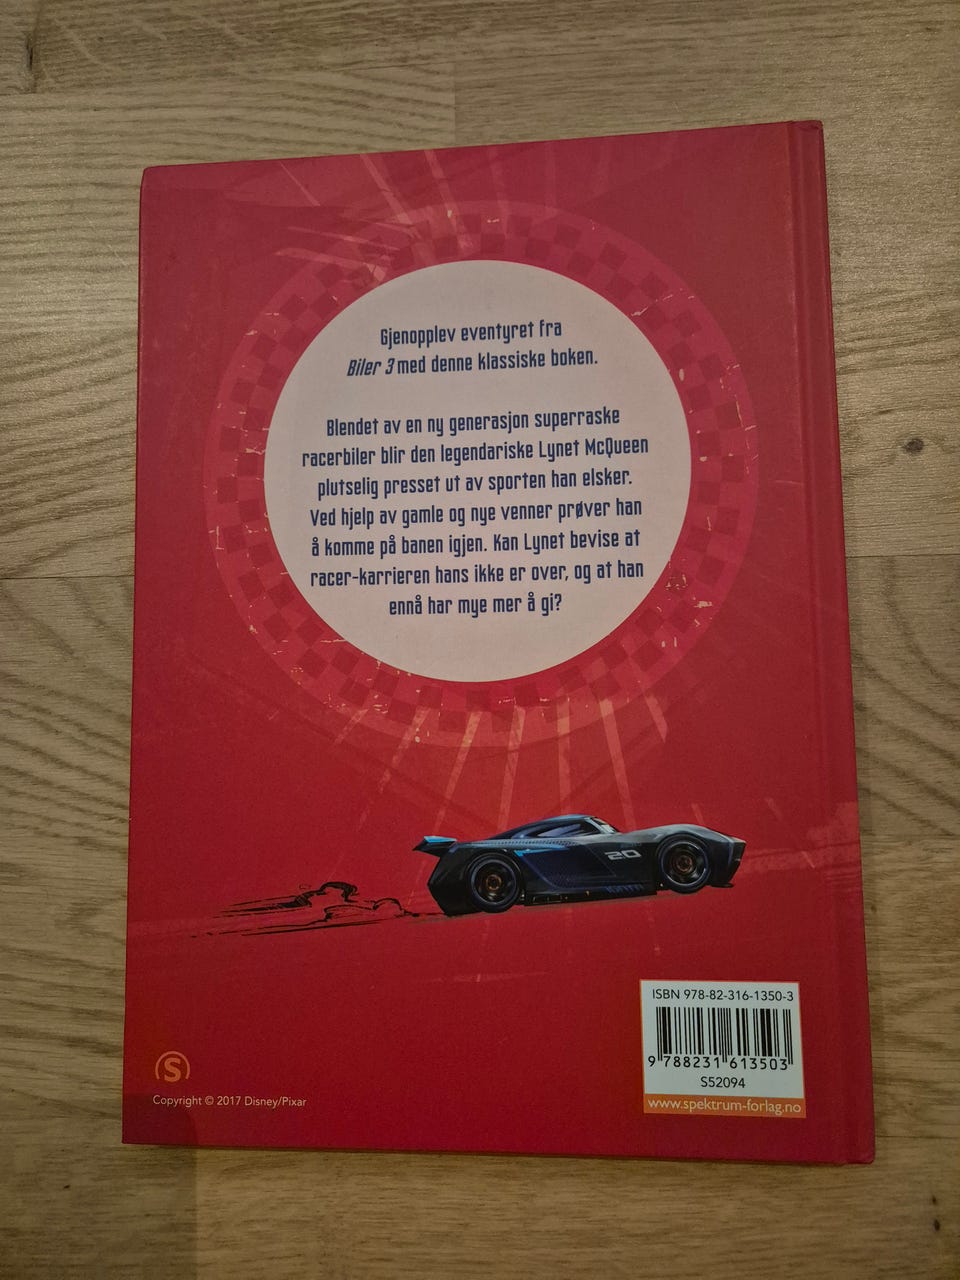 Gjenopplev eventyret fra
Biler 3 med denne klassiske boken.
Blendet av en ny generasjon superraske
racerbiler blir den legendariske Lynet McQueen
plutselig presset ut av sporten han elsker.
Ved hjelp av gamle og nye venner prøver han
å komme på banen igjen. Kan Lynet bevise at
racer-karrieren hans ikke er over, og at han
ennå har mye mer å gi?
2.0
ISBN 978-82-316-1350-3
9 788231 613503
S52094
www.spektrum-forlag.no
S
Copyright © 2017 Disney/Pixar